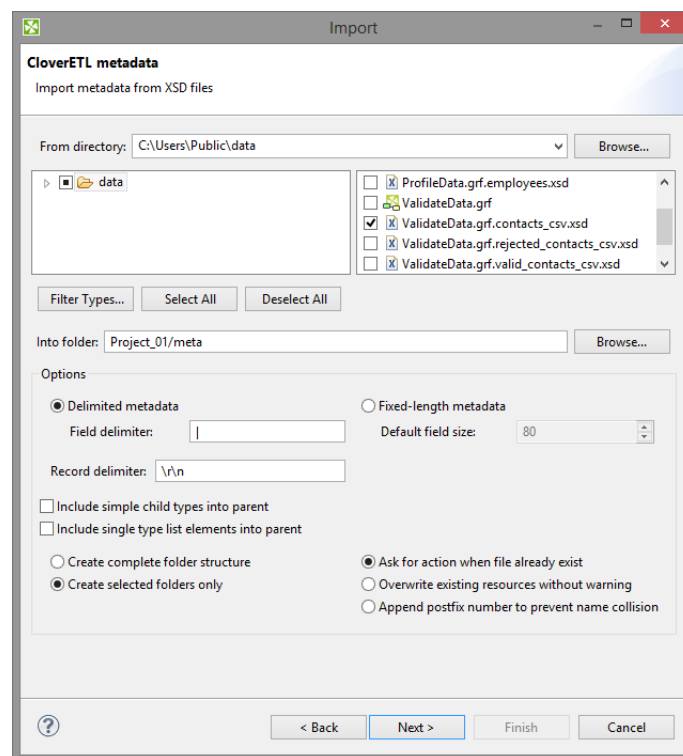 Import
CloverETL metadata
Import metadata from XSD files
From directory: C:\Users\Public\data Browse...
data
ProfileData.grf.employees.xsd
ValidateData.grf
ValidateData.grf.contacts_csv.xsd
ValidateData.grf.rejected_contacts_csv.xsd
ValidateData.grf.valid_contacts_csv.xsd
Filter Types... Select All Deselect All
Into folder: Project_01/meta Browse...
Options
Delimited metadata Fixed-length metadata
Field delimiter: | Default field size: 80
Record delimiter: \r\n
Include simple child types into parent
Include single type list elements into parent
Create complete folder structure Ask for action when file already exist
Create selected folders only Overwrite existing resources without warning
Append postfix number to prevent name collision
? < Back Next > Finish Cancel